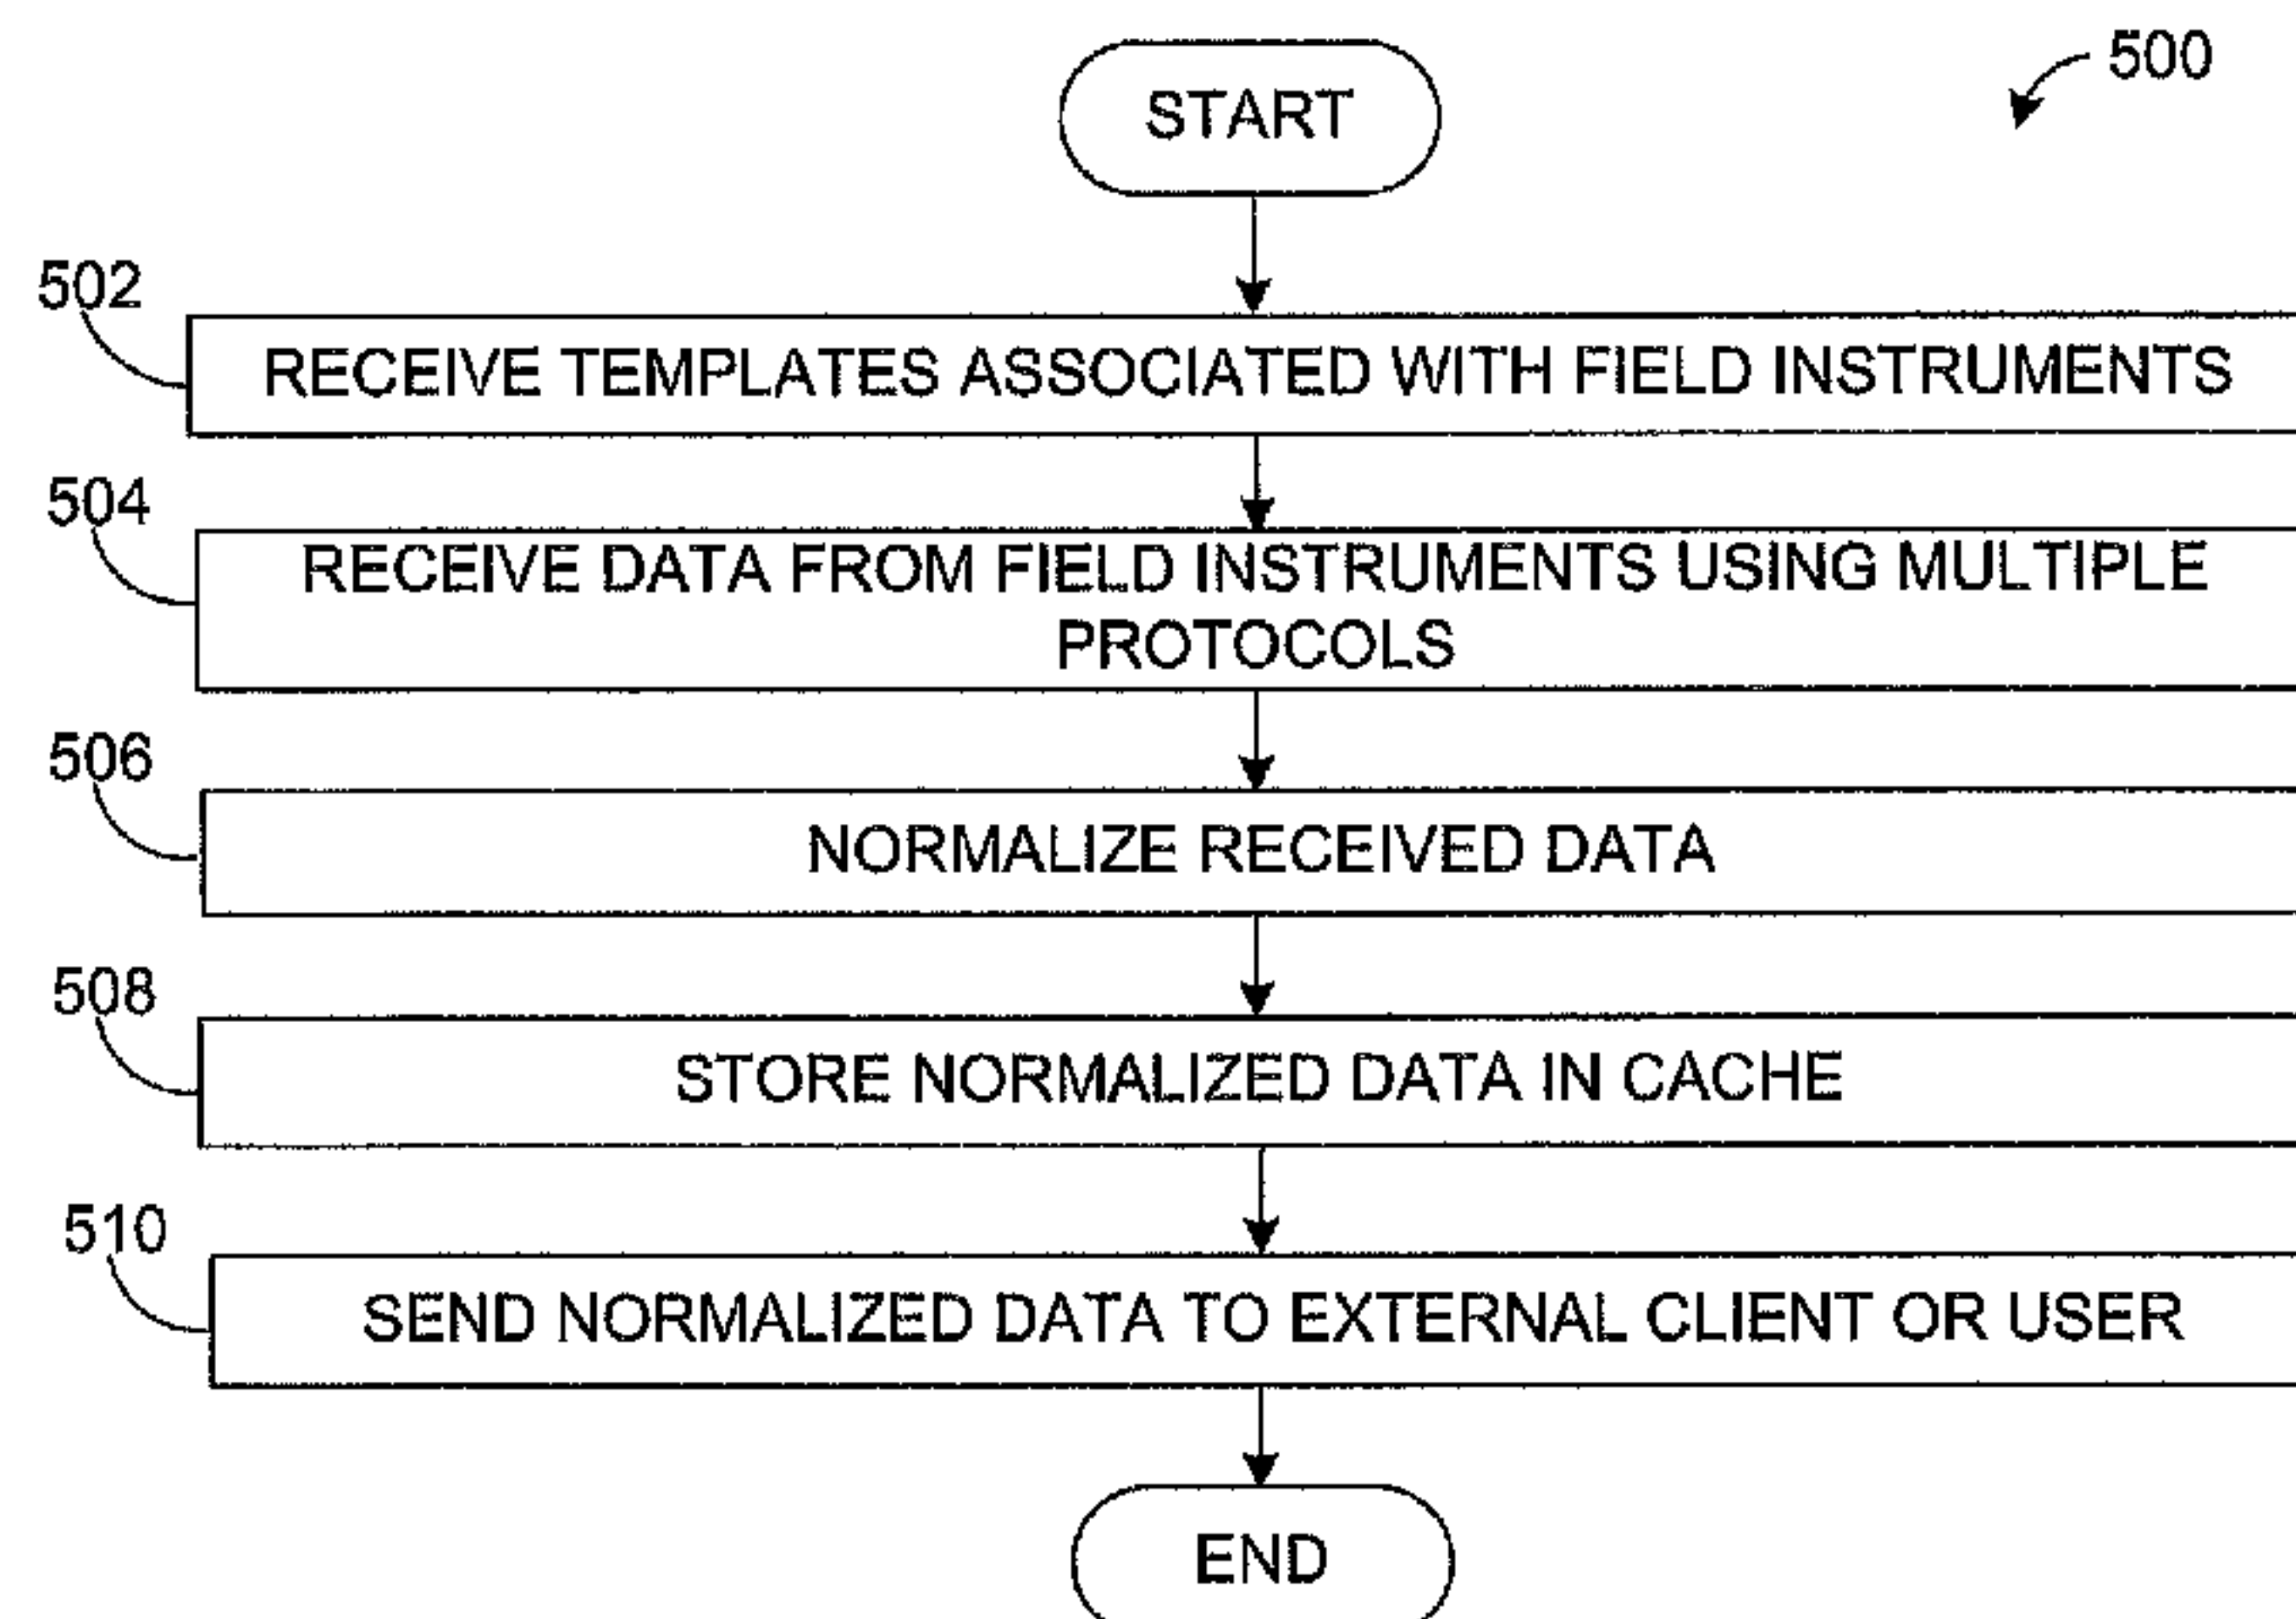 500
START
502
RECEIVE TEMPLATES ASSOCIATED WITH FIELD INSTRUMENTS
504
RECEIVE DATA FROM FIELD INSTRUMENTS USING MULTIPLE
PROTOCOLS
506
NORMALIZE RECEIVED DATA
508
STORE NORMALIZED DATA IN CACHE
510
SEND NORMALIZED DATA TO EXTERNAL CLIENT OR USER
END